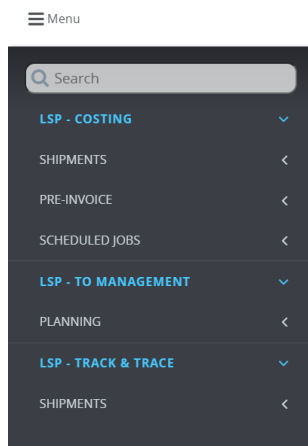 Menu
Search
LSP - COSTING
SHIPMENTS
PRE-INVOICE
SCHEDULED JOBS
LSP - TO MANAGEMENT
PLANNING
LSP - TRACK & TRACE
SHIPMENTS